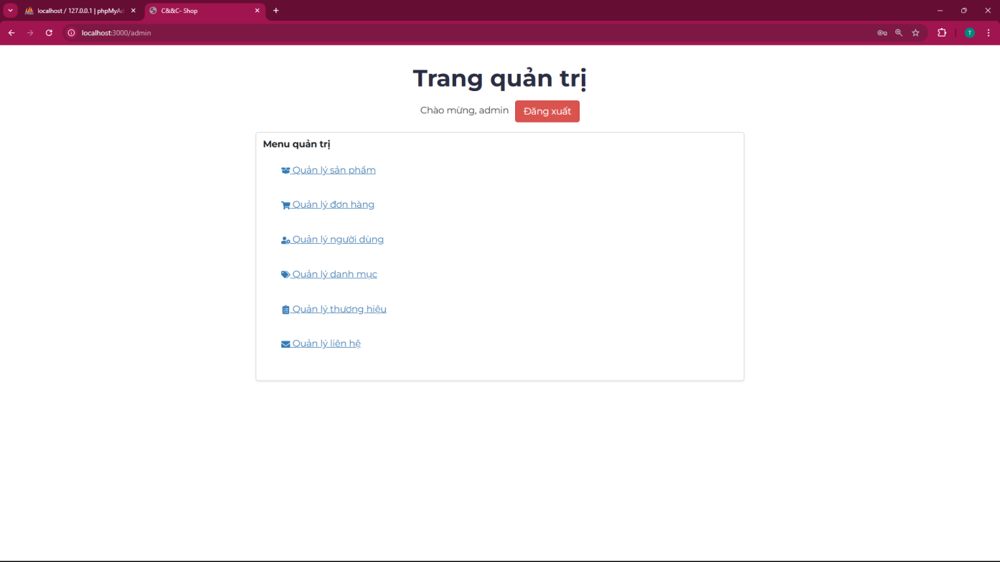 localhost / 127.0.0.1 | phpMyAd
C&&C- Shop
localhost:3000/admin
T
Trang quản trị
Chào mừng, admin Đăng xuất
Menu quản trị
Quản lý sản phẩm
Quản lý đơn hàng
Quản lý người dùng
Quản lý danh mục
Quản lý thương hiệu
Quản lý liên hệ